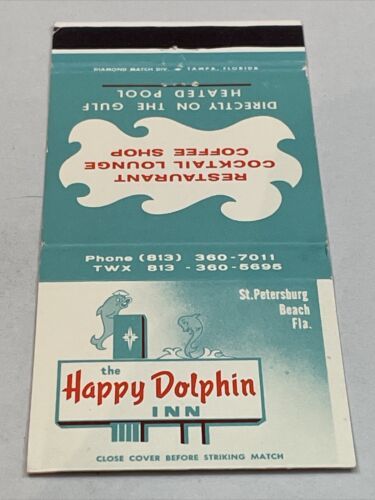 DIAMOND MATCH DIV. TAMPA, FLORIDA
DIRECTLY ON THE GULF
HEATED POOL
RESTAURANT
COCKTAIL LOUNGE
COFFEE SHOP
Phone (813) 360-7011
TWX 813 - 360-5695
St.Petersburg
Beach
Fla.
the
Happy Dolphin
INN
CLOSE COVER BEFORE STRIKING MATCH